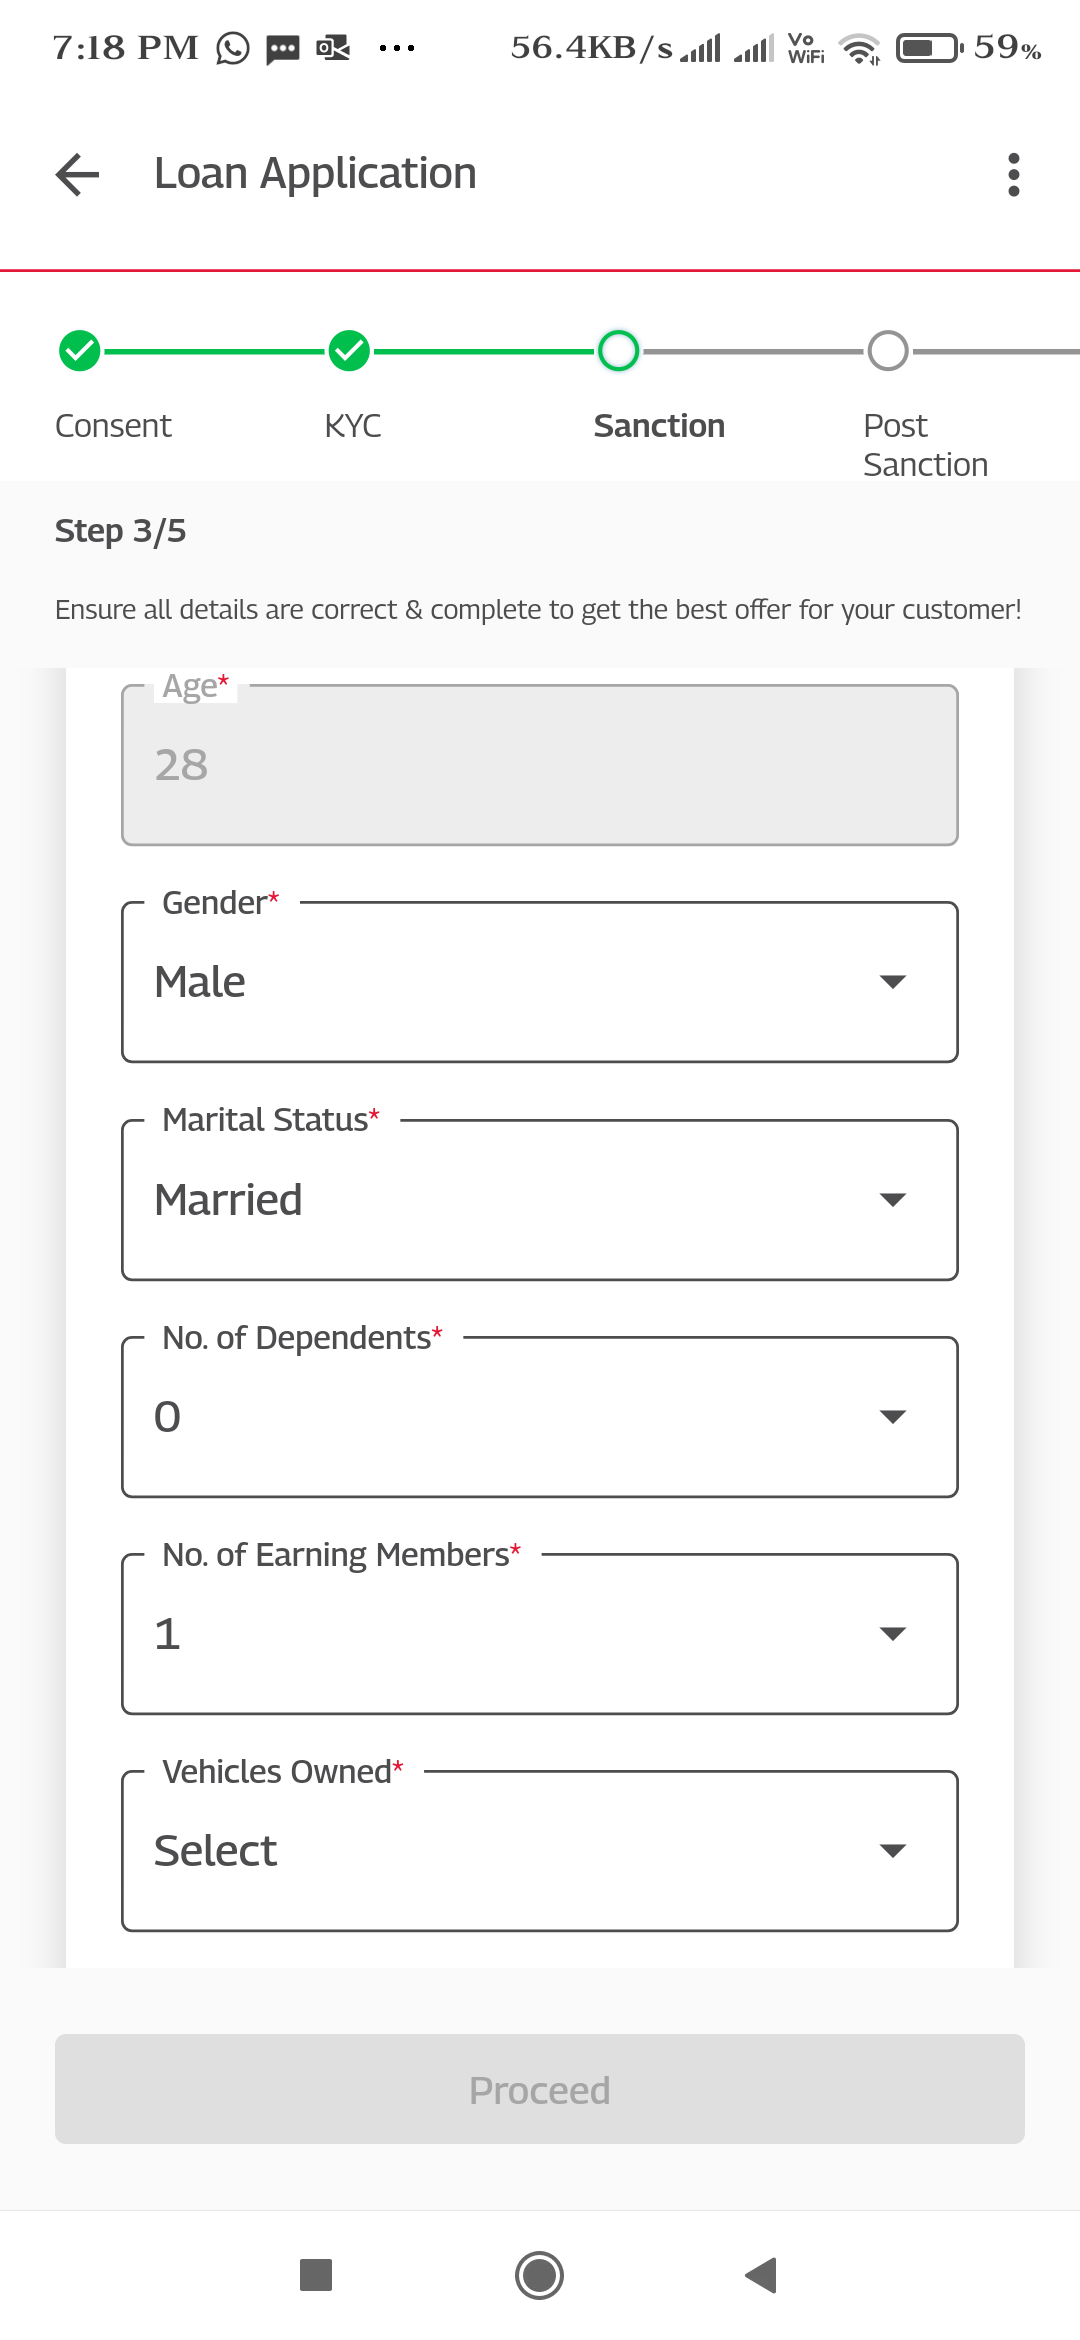 7:18 PM ... 56.4KB/s Vo WiFi 59%
Loan Application
Consent KYC Sanction Post Sanction
Step 3/5
Ensure all details are correct & complete to get the best offer for your customer!
Age*
28
Gender*
Male
Marital Status*
Married
No. of Dependents*
0
No. of Earning Members*
1
Vehicles Owned*
Select
Proceed